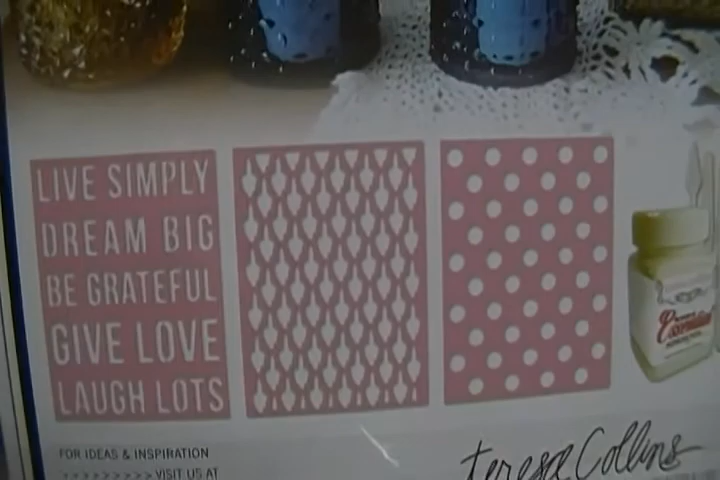 LIVE SIMPLY
DREAM BIG
BE GRATEFUL
GIVE LOVE
LAUGH LOTS
FOR IDEAS & INSPIRATION
>>>>>>>>> VISIT US AT
teresa Collins